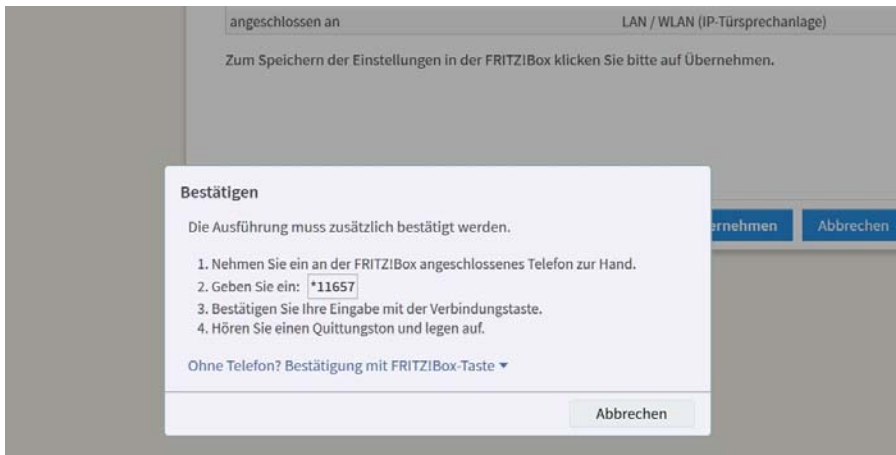 angeschlossen an LAN / WLAN (IP-Türsprechanlage)
Zum Speichern der Einstellungen in der FRITZ!Box klicken Sie bitte auf Übernehmen.
Bestätigen
Die Ausführung muss zusätzlich bestätigt werden.
ernehmen Abbrechen
1. Nehmen Sie ein an der FRITZ!Box angeschlossenes Telefon zur Hand.
2. Geben Sie ein: *11657
3. Bestätigen Sie Ihre Eingabe mit der Verbindungstaste.
4. Hören Sie einen Quittungston und legen auf.
Ohne Telefon? Bestätigung mit FRITZ!Box-Taste
Abbrechen